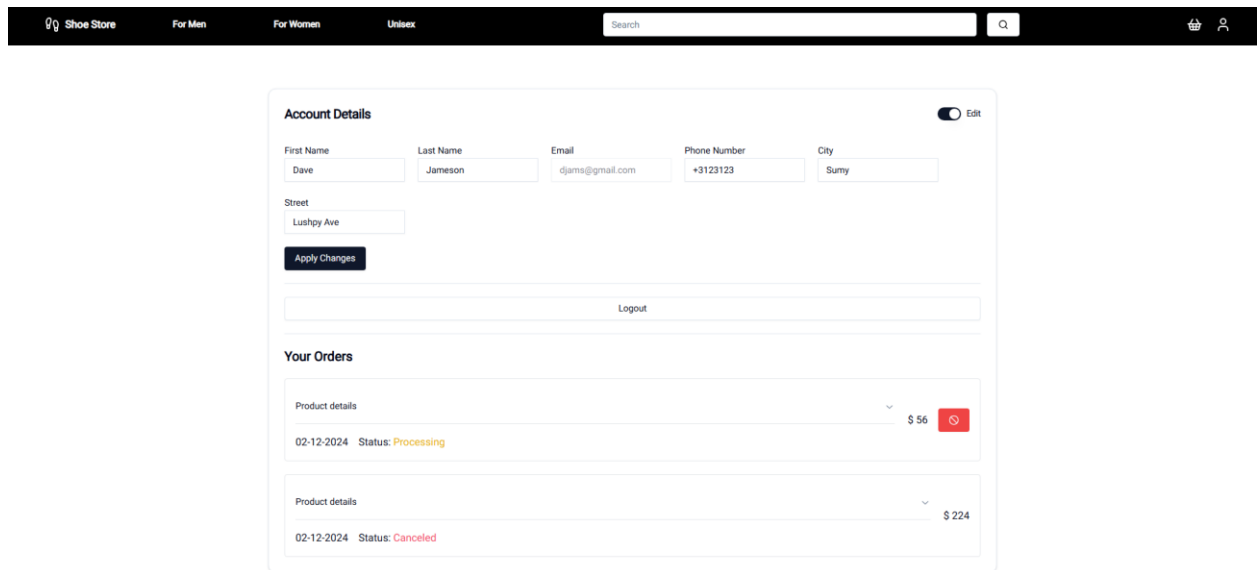 Shoe Store For Men For Women Unisex Search
Account Details Edit
First Name Last Name Email Phone Number City
Dave Jameson djams@gmail.com +3123123 Sumy
Street
Lushpy Ave
Apply Changes
Logout
Your Orders
Product details
$ 56
02-12-2024 Status: Processing
Product details
$ 224
02-12-2024 Status: Canceled